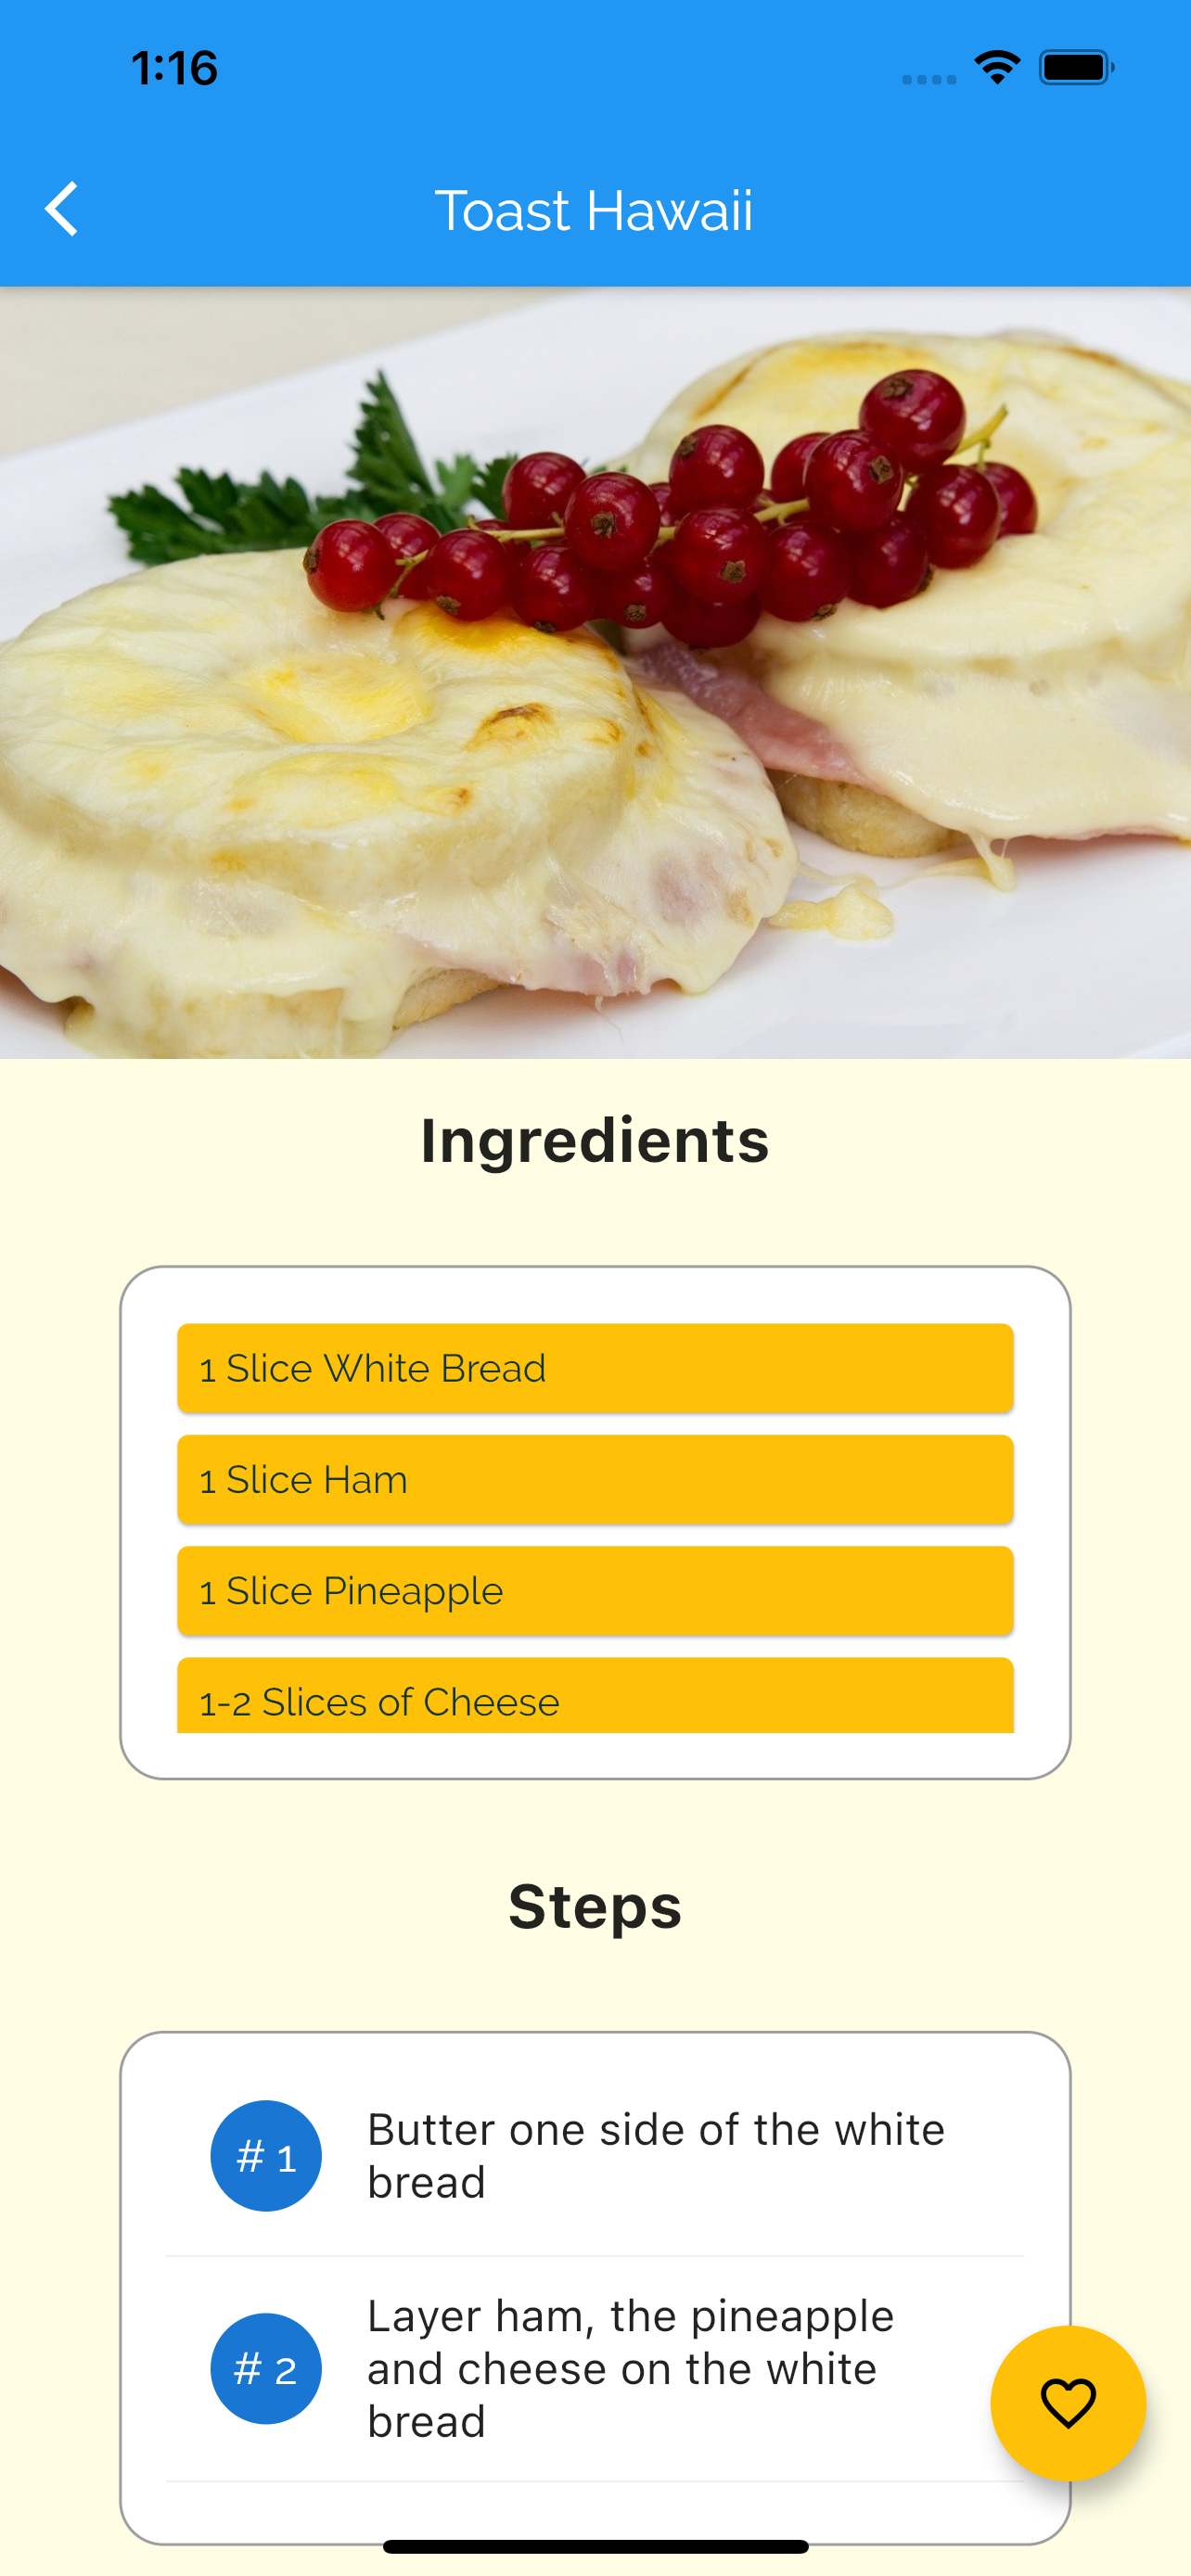 1:16
Toast Hawaii
Ingredients
1 Slice White Bread
1 Slice Ham
1 Slice Pineapple
1-2 Slices of Cheese
Steps
# 1
Butter one side of the white
bread
# 2
Layer ham, the pineapple
and cheese on the white
bread